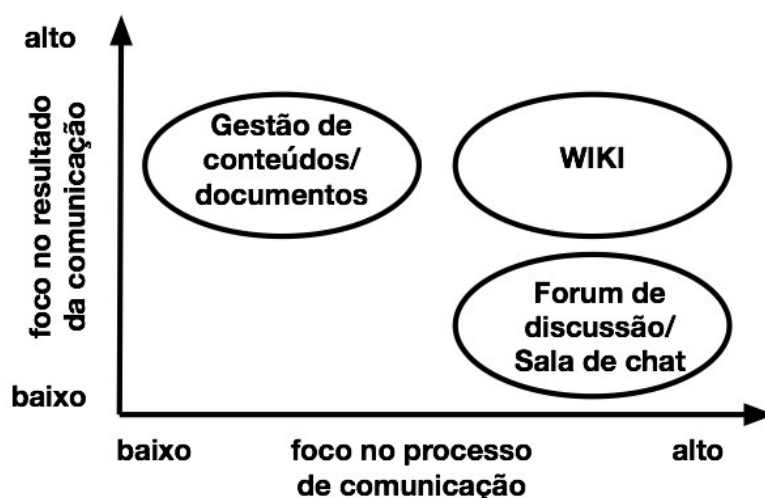 alto
foco no resultado
da comunicação
baixo
Gestão de
conteúdos/
documentos
WIKI
Forum de
discussão/
Sala de chat
baixo
foco no processo
de comunicação
alto